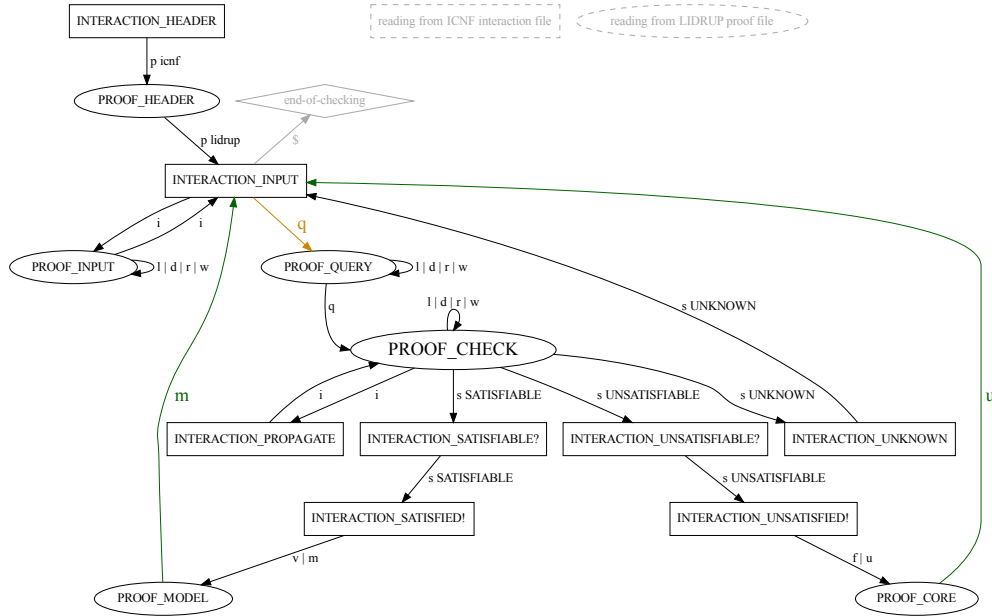 INTERACTION_HEADER
reading from ICNF interaction file
reading from LIDRUP proof file
p icnf
PROOF_HEADER
end-of-checking
p lidrup
$
INTERACTION_INPUT
i
i
q
PROOF_INPUT
l | d | r | w
PROOF_QUERY
l | d | r | w
q
l | d | r | w
s UNKNOWN
PROOF_CHECK
m
i
i
s SATISFIABLE
s UNSATISFIABLE
s UNKNOWN
u
INTERACTION_PROPAGATE
INTERACTION_SATISFIABLE?
INTERACTION_UNSATISFIABLE?
INTERACTION_UNKNOWN
s SATISFIABLE
s UNSATISFIABLE
INTERACTION_SATISFIED!
INTERACTION_UNSATISFIED!
v | m
f | u
PROOF_MODEL
PROOF_CORE